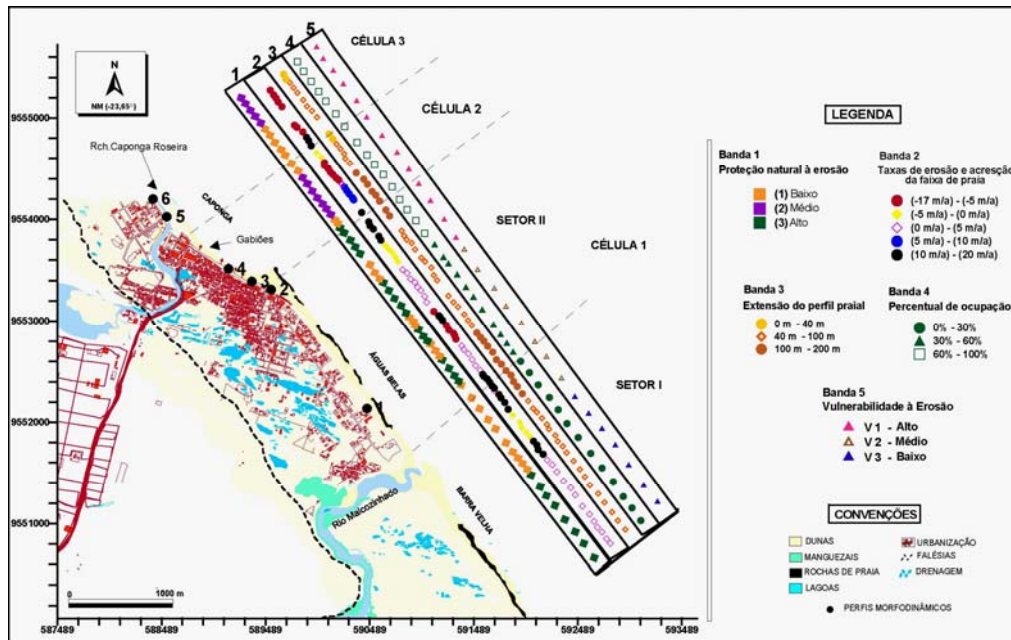 N
NM (-23,65°)
1 2 3 4 5
CÉLULA 3
CÉLULA 2
SETOR II
CÉLULA 1
SETOR I
9555000
9554000
9553000
9552000
9551000
Rch.Caponga Roseira
6
5
CAPONGA
Gabiões
4
3
2
1
ÁGUAS BELAS
Rio Malcozinhado
BARRA VELHA
0 1000 m
587489 588489 589489 590489 591489 592489 593489
LEGENDA
Banda 1
Proteção natural à erosão
(1) Baixo
(2) Médio
(3) Alto
Banda 2
Taxas de erosão e acresção
da faixa de praia
(-17 m/a) - (-5 m/a)
(-5 m/a) - (0 m/a)
(0 m/a) - (5 m/a)
(5 m/a) - (10 m/a)
(10 m/a) - (20 m/a)
Banda 3
Extensão do perfil praial
0 m - 40 m
40 m - 100 m
100 m - 200 m
Banda 4
Percentual de ocupação
0% - 30%
30% - 60%
60% - 100%
Banda 5
Vulnerabilidade à Erosão
V 1 - Alto
V 2 - Médio
V 3 - Baixo
CONVENÇÕES
DUNAS
MANGUEZAIS
ROCHAS DE PRAIA
LAGOAS
URBANIZAÇÃO
FALÉSIAS
DRENAGEM
PERFIS MORFODINÂMICOS